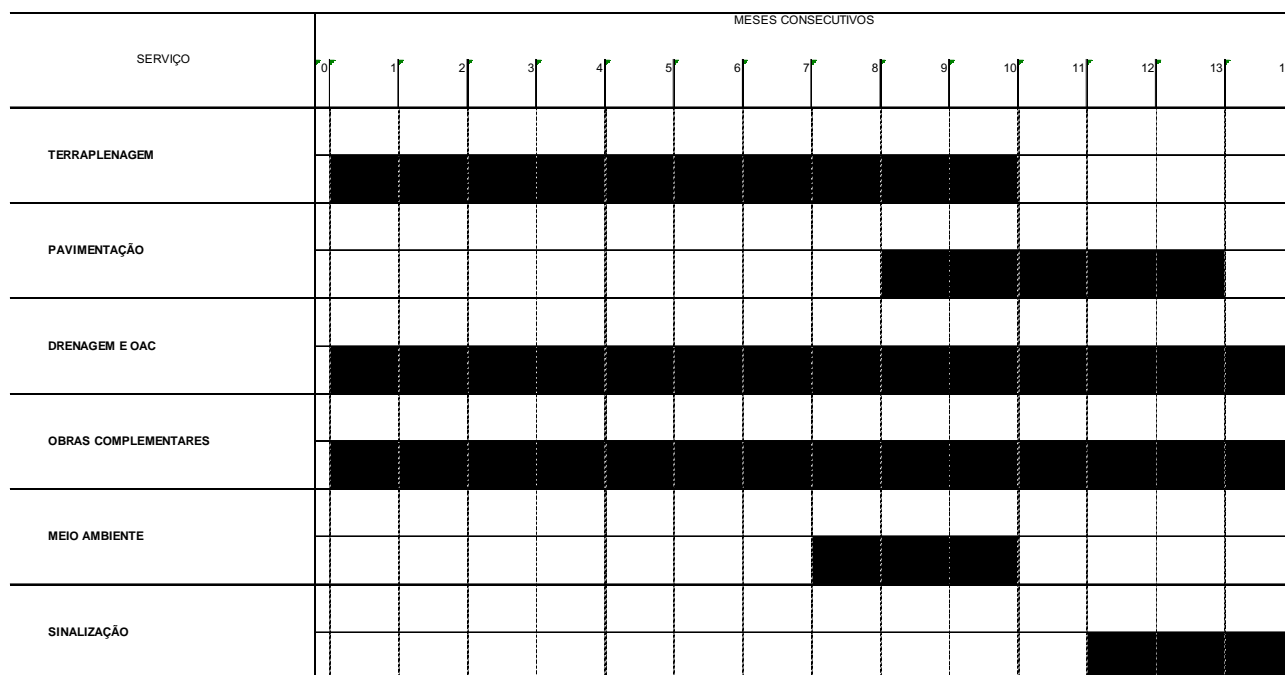 MESES CONSECUTIVOS
SERVIÇO
0 1 2 3 4 5 6 7 8 9 10 11 12 13 1
TERRAPLENAGEM
PAVIMENTAÇÃO
DRENAGEM E OAC
OBRAS COMPLEMENTARES
MEIO AMBIENTE
SINALIZAÇÃO